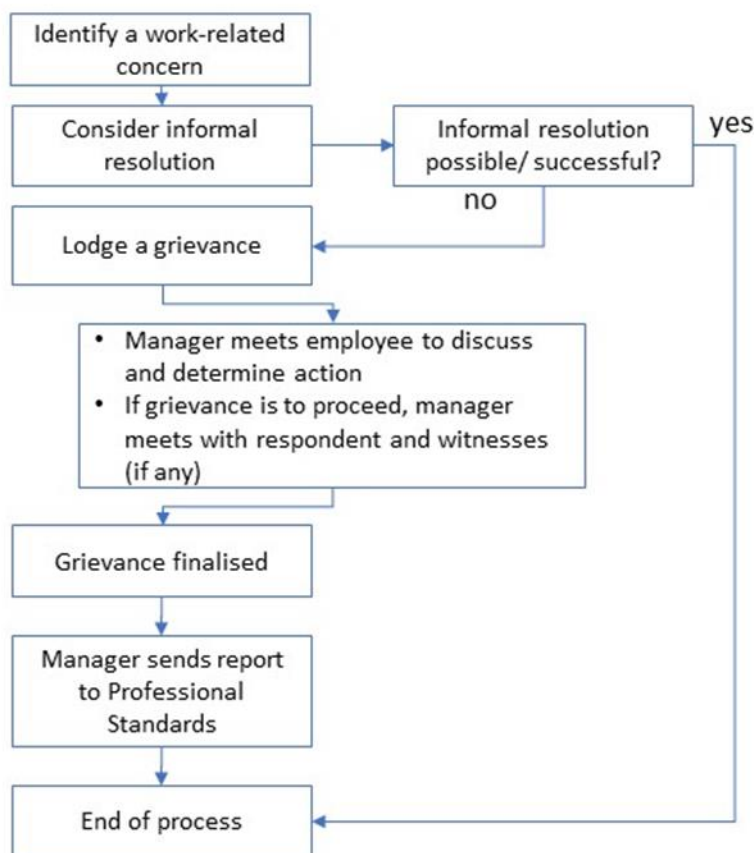 Identify a work-related
concern
Consider informal
resolution
Informal resolution
possible/ successful?
yes
no
Lodge a grievance
• Manager meets employee to discuss
and determine action
• If grievance is to proceed, manager
meets with respondent and witnesses
(if any)
Grievance finalised
Manager sends report
to Professional
Standards
End of process